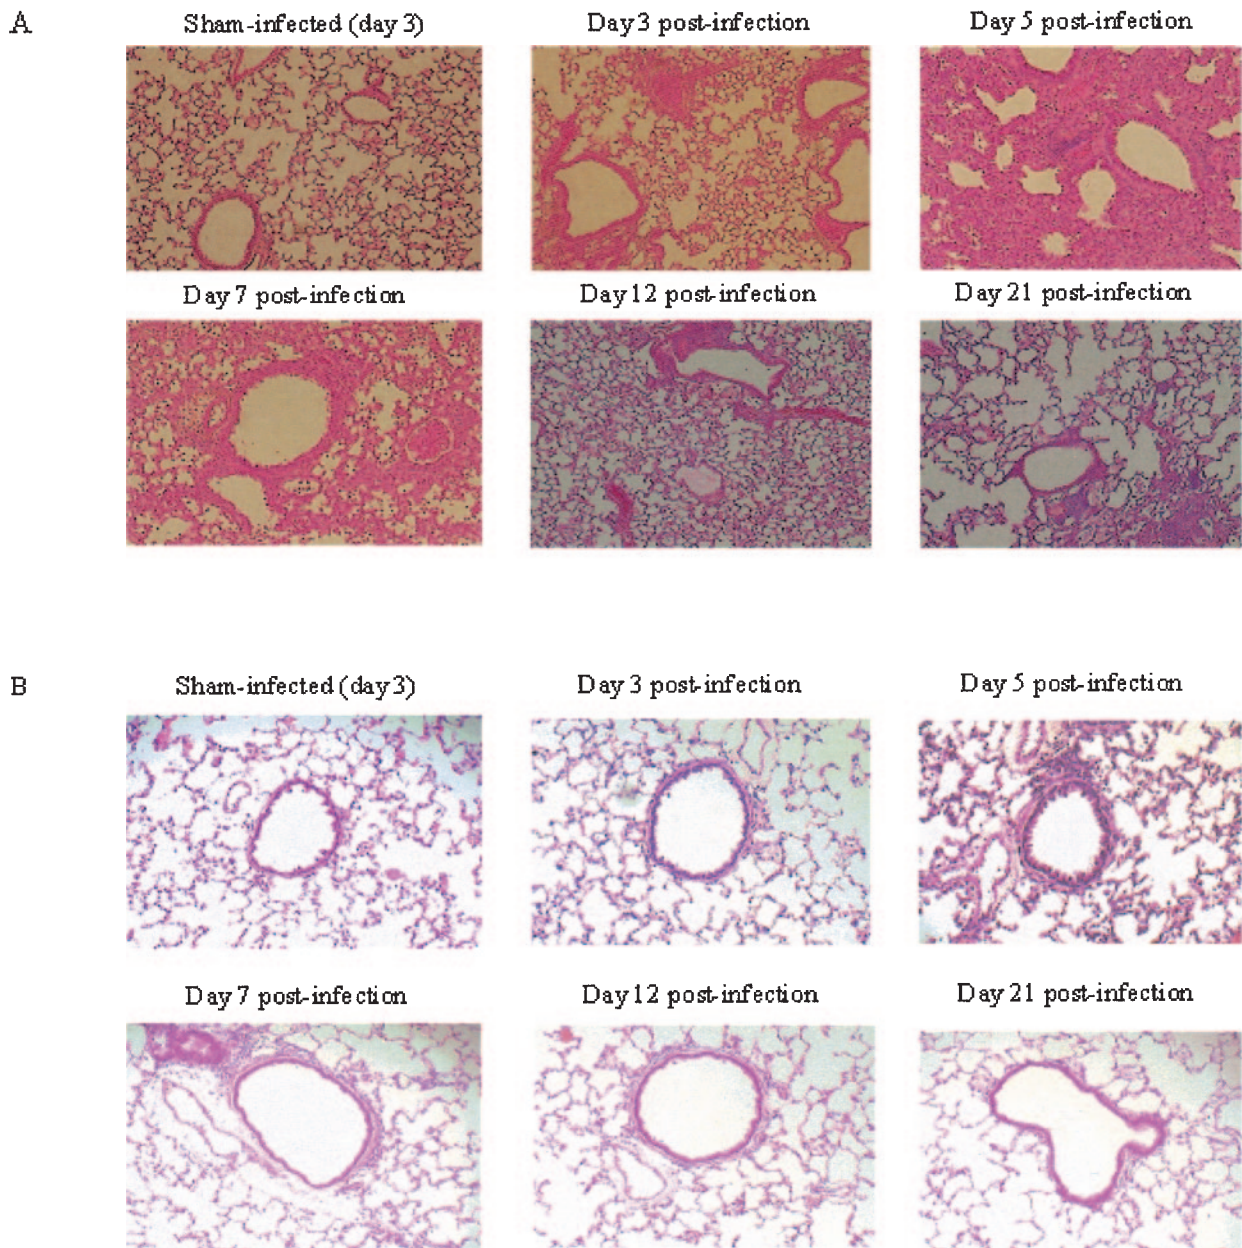 A
Sham-infected (day 3)
Day 3 post-infection
Day 5 post-infection
Day 7 post-infection
Day 12 post-infection
Day 21 post-infection
B
Sham-infected (day 3)
Day 3 post-infection
Day 5 post-infection
Day 7 post-infection
Day 12 post-infection
Day 21 post-infection